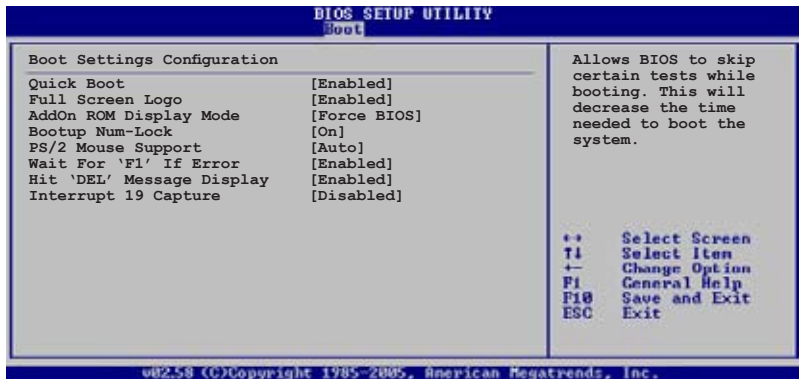 BIOS SETUP UTILITY
Boot
Boot Settings Configuration
Quick Boot [Enabled]
Full Screen Logo [Enabled]
AddOn ROM Display Mode [Force BIOS]
Bootup Num-Lock [On]
PS/2 Mouse Support [Auto]
Wait For ‘F1’ If Error [Enabled]
Hit ‘DEL’ Message Display [Enabled]
Interrupt 19 Capture [Disabled]
Allows BIOS to skip
certain tests while
booting. This will
decrease the time
needed to boot the
system.
←→ Select Screen
↑↓ Select Item
+- Change Option
F1 General Help
F10 Save and Exit
ESC Exit
v02.58 (C)Copyright 1985-2005, American Megatrends, Inc.